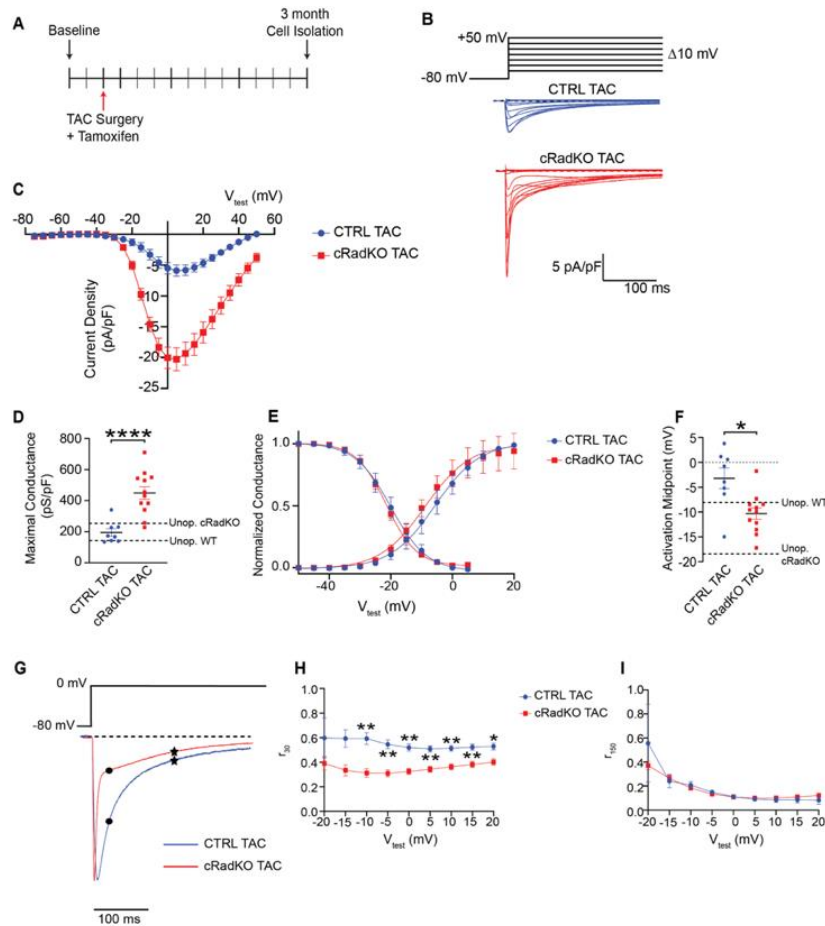 A
Baseline
3 month
Cell Isolation
TAC Surgery
+ Tamoxifen
B
+50 mV
Δ10 mV
-80 mV
CTRL TAC
cRadKO TAC
5 pA/pF
100 ms
C
V_test (mV)
-80 -60 -40 -20 0 20 40 60
-5
-10
-15
-20
-25
Current Density
(pA/pF)
CTRL TAC
cRadKO TAC
D
****
Maximal Conductance
(pS/pF)
800
600
400
200
0
Unop. cRadKO
Unop. WT
CTRL TAC
cRadKO TAC
E
Normalized Conductance
1.0
0.5
0.0
-40 -20 0 20
V_test (mV)
CTRL TAC
cRadKO TAC
F
*
Activation Midpoint (mV)
5
0
-5
-10
-15
-20
Unop. WT
Unop.
cRadKO
CTRL TAC
cRadKO TAC
G
0 mV
-80 mV
CTRL TAC
cRadKO TAC
100 ms
H
r_30
1.0
0.8
0.6
0.4
0.2
0.0
** ** ** *
** ** **
-20 -15 -10 -5 0 5 10 15 20
V_test (mV)
CTRL TAC
cRadKO TAC
I
r_150
1.0
0.8
0.6
0.4
0.2
0.0
-20 -15 -10 -5 0 5 10 15 20
V_test (mV)